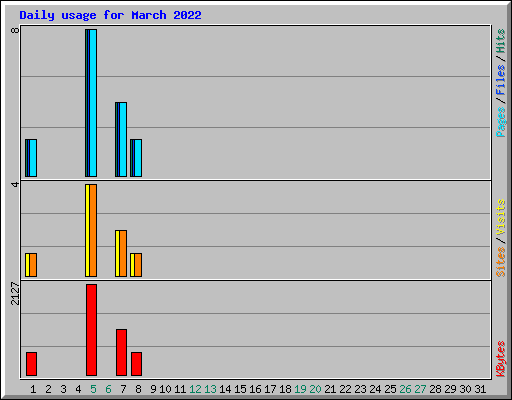 Daily usage for March 2022
8
Pages / Files / Hits
4
Sites / Visits
2127
KBytes
1 2 3 4 5 6 7 8 9 10 11 12 13 14 15 16 17 18 19 20 21 22 23 24 25 26 27 28 29 30 31